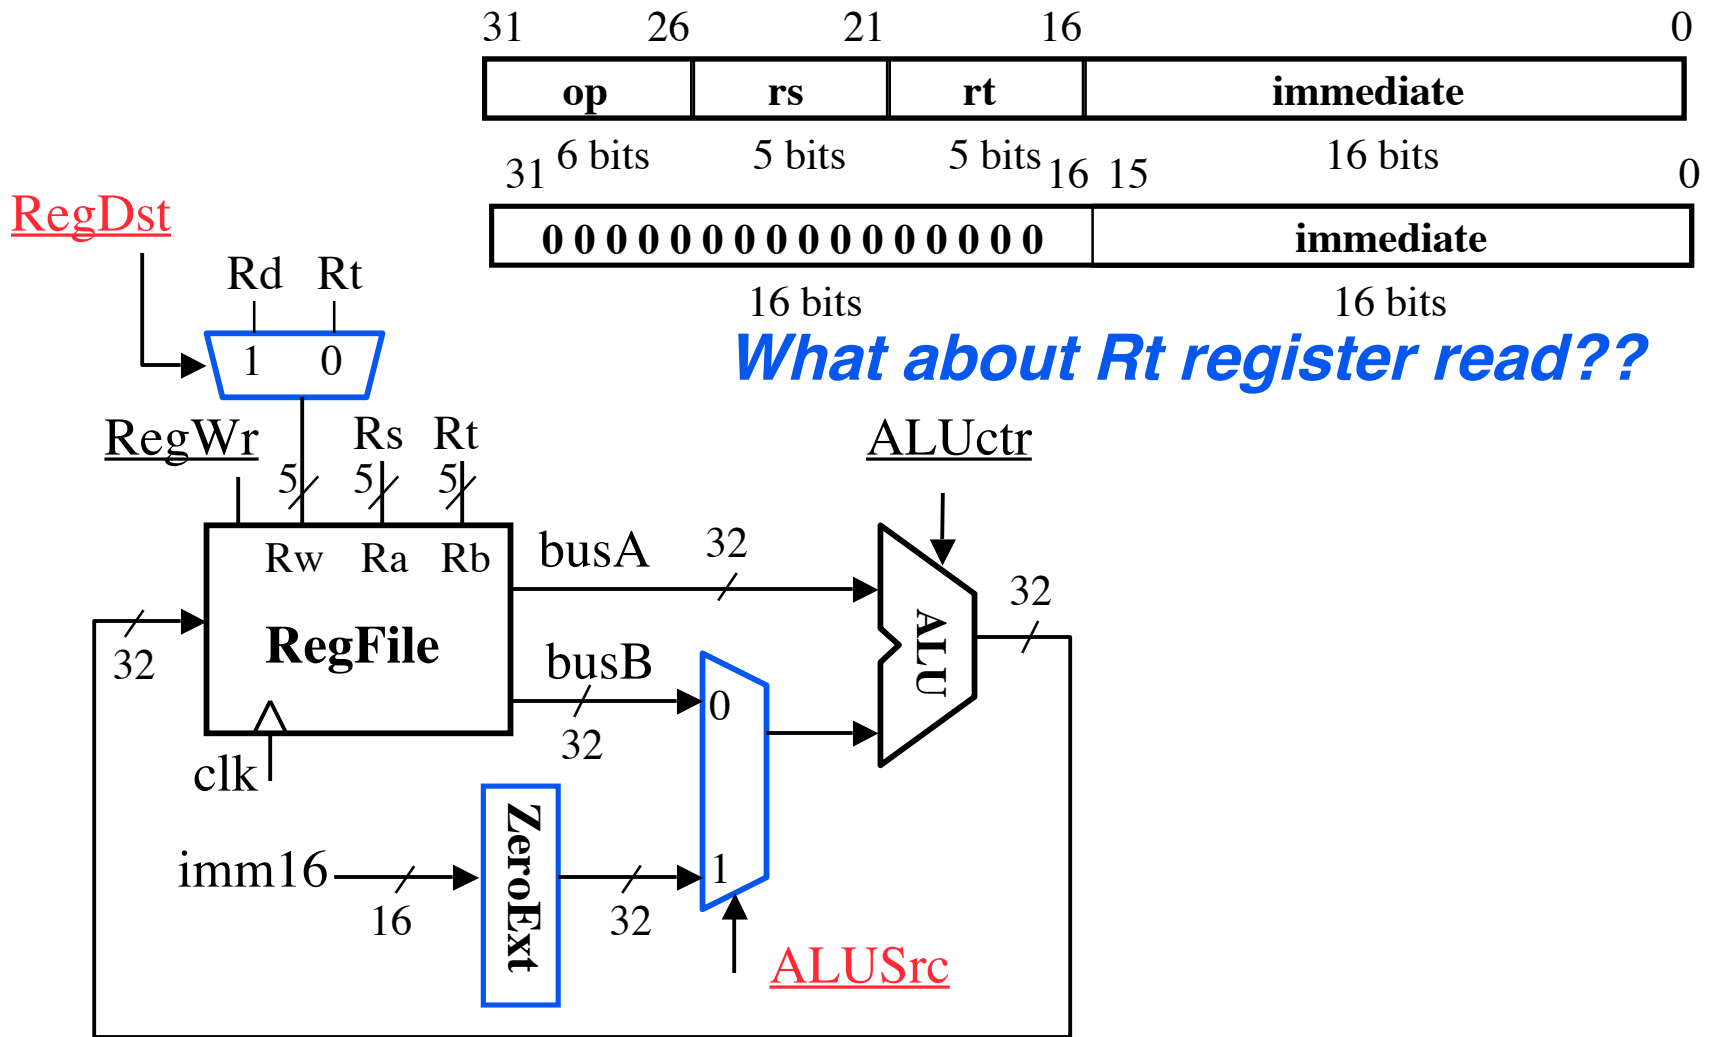 31 26 21 16 0
op rs rt immediate
6 bits 5 bits 5 bits 16 bits
31 16 15 0
0 0 0 0 0 0 0 0 0 0 0 0 0 0 0 0 immediate
16 bits 16 bits
What about Rt register read??
RegDst
Rd Rt
1 0
RegWr Rs Rt ALUctr
5 5 5
Rw Ra Rb busA 32
RegFile
32
busB
32
clk
0
32
ALU
32
imm16
16
ZeroExt
32
1
ALUSrc